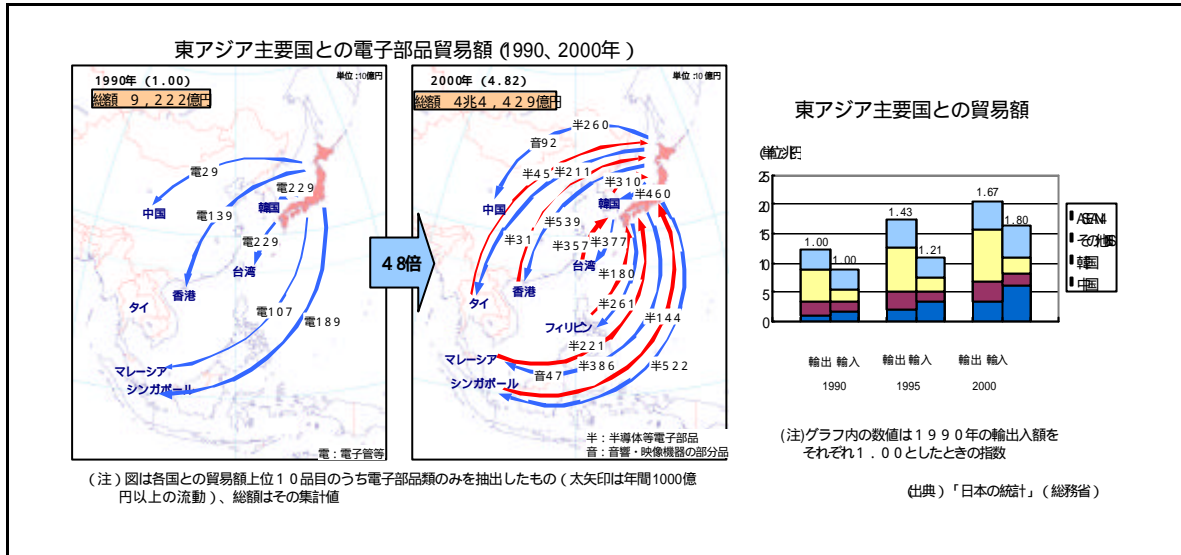 東アジア主要国との電子部品貿易額(1990、2000年)
1990年 (1.00)
単位:10億円
総額 9,222億円
電29
電229
中国
韓国
電139
電229
台湾
香港
タイ
電107
電189
マレーシア
シンガポール
電:電子管等
48倍
2000年 (4.82)
単位:10億円
総額 4兆4,429億円
半260
音92
半45
半211
半310
半460
中国
韓国
半539
半31
半357
半377
台湾
半180
タイ
香港
半261
フィリピン
半144
半221
マレーシア
音47
半386
半522
シンガポール
半:半導体等電子部品
音:音響・映像機器の部分品
(注)図は各国との貿易額上位10品目のうち電子部品類のみを抽出したもの(太矢印は年間1000億
円以上の流動)、総額はその集計値
東アジア主要国との貿易額
25
20
15
10
5
0
1.00
1.00
1.43
1.21
1.67
1.80
韓国
中国
輸出 輸入 輸出 輸入 輸出 輸入
1990 1995 2000
(注)グラフ内の数値は1990年の輸出入額を
それぞれ1.00としたときの指数
(出典)「日本の統計」(総務省)